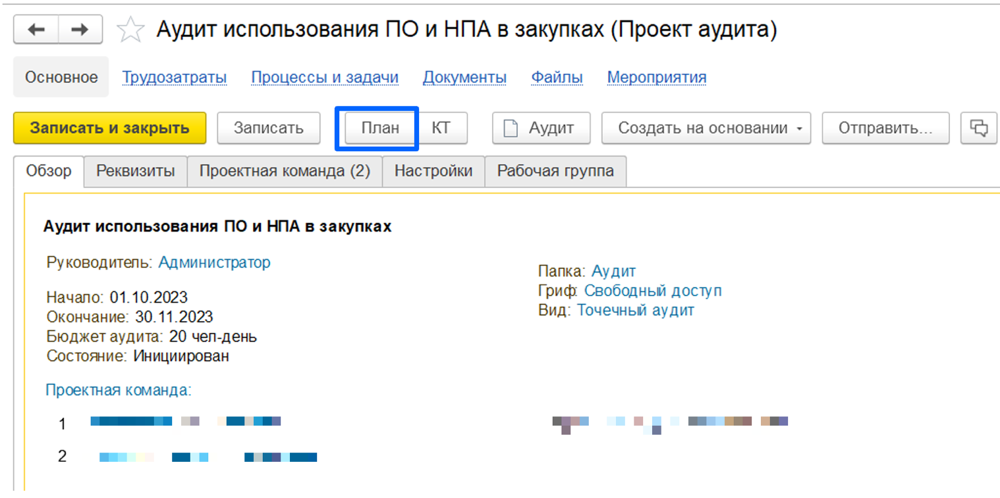 Аудит использования ПО и НПА в закупках (Проект аудита)
Основное Трудозатраты Процессы и задачи Документы Файлы Мероприятия
Записать и закрыть Записать План КТ Аудит Создать на основании Отправить...
Обзор Реквизиты Проектная команда (2) Настройки Рабочая группа
Аудит использования ПО и НПА в закупках
Руководитель: Администратор
Начало: 01.10.2023
Окончание: 30.11.2023
Бюджет аудита: 20 чел-день
Состояние: Инициирован
Папка: Аудит
Гриф: Свободный доступ
Вид: Точечный аудит
Проектная команда:
1
2